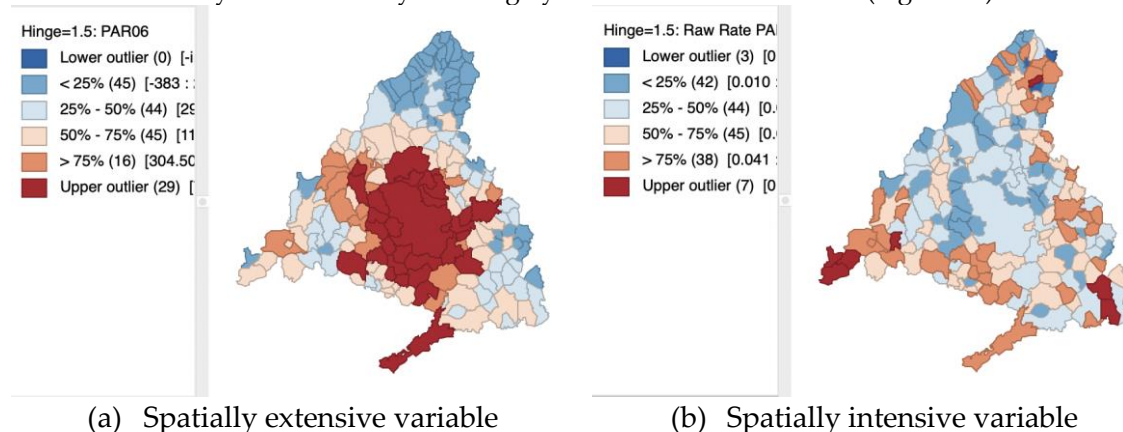 (a) Spatially extensive variable
(b) Spatially intensive variable
Hinge=1.5: PAR06
Lower outlier (0) [-i
< 25% (45) [-383 :
25% - 50% (44) [29
50% - 75% (45) [11
> 75% (16) [304.50
Upper outlier (29) [
Hinge=1.5: Raw Rate PA
Lower outlier (3) [0
< 25% (42) [0.010 :
25% - 50% (44) [0.
50% - 75% (45) [0.
> 75% (38) [0.041 :
Upper outlier (7) [0